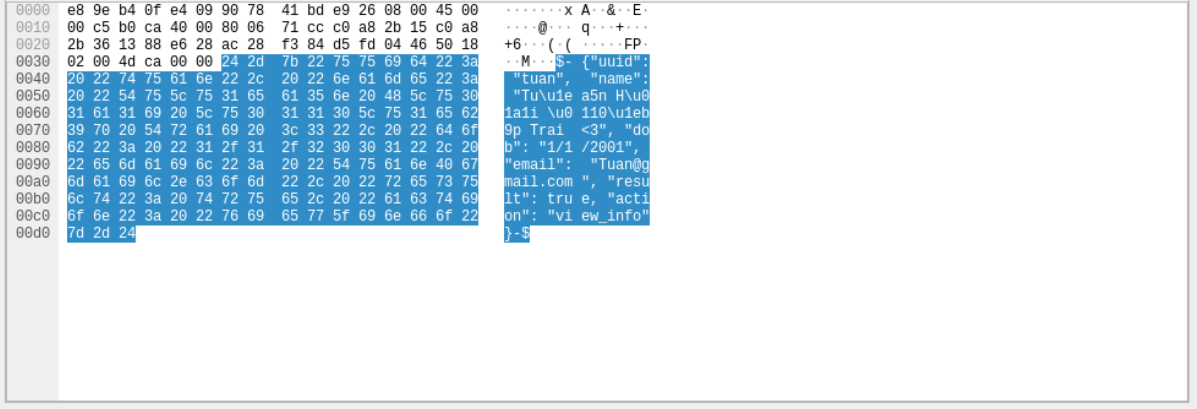 0000 e8 9e b4 0f e4 09 90 78 41 bd e9 26 08 00 45 00 ·······x A··&··E·
0010 00 c5 b0 ca 40 00 80 06 71 cc c0 a8 2b 15 c0 a8 ····@··· q···+···
0020 2b 36 13 88 e6 28 ac 28 f3 84 d5 fd 04 46 50 18 +6···(·( ·····FP·
0030 02 00 4d ca 00 00 24 2d 7b 22 75 75 69 64 22 3a ··M···$- {"uuid":
0040 20 22 74 75 61 6e 22 2c 20 22 6e 61 6d 65 22 3a "tuan", "name":
0050 20 22 54 75 5c 75 31 65 61 35 6e 20 48 5c 75 30 "Tu\u1e a5n H\u0
0060 31 61 31 69 20 5c 75 30 31 31 30 5c 75 31 65 62 1a1i \u0 110\u1eb
0070 39 70 20 54 72 61 69 20 3c 33 22 2c 20 22 64 6f 9p Trai <3", "do
0080 62 22 3a 20 22 31 2f 31 2f 32 30 30 31 22 2c 20 b": "1/1 /2001",
0090 22 65 6d 61 69 6c 22 3a 20 22 54 75 61 6e 40 67 "email": "Tuan@g
00a0 6d 61 69 6c 2e 63 6f 6d 22 2c 20 22 72 65 73 75 mail.com ", "resu
00b0 6c 74 22 3a 20 74 72 75 65 2c 20 22 61 63 74 69 lt": tru e, "acti
00c0 6f 6e 22 3a 20 22 76 69 65 77 5f 69 6e 66 6f 22 on": "vi ew_info"
00d0 7d 2d 24 }-$